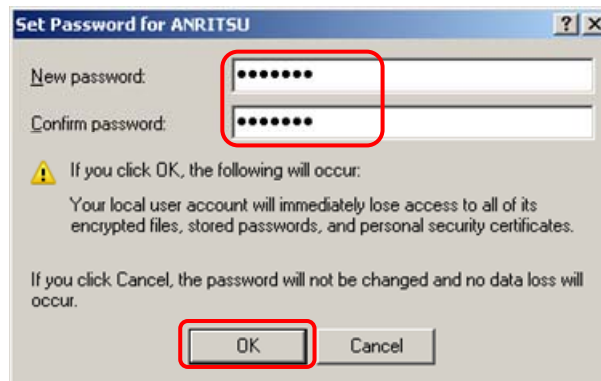 Set Password for ANRITSU
New password:
Confirm password:
If you click OK, the following will occur:
Your local user account will immediately lose access to all of its
encrypted files, stored passwords, and personal security certificates.
If you click Cancel, the password will not be changed and no data loss will
occur.
OK
Cancel